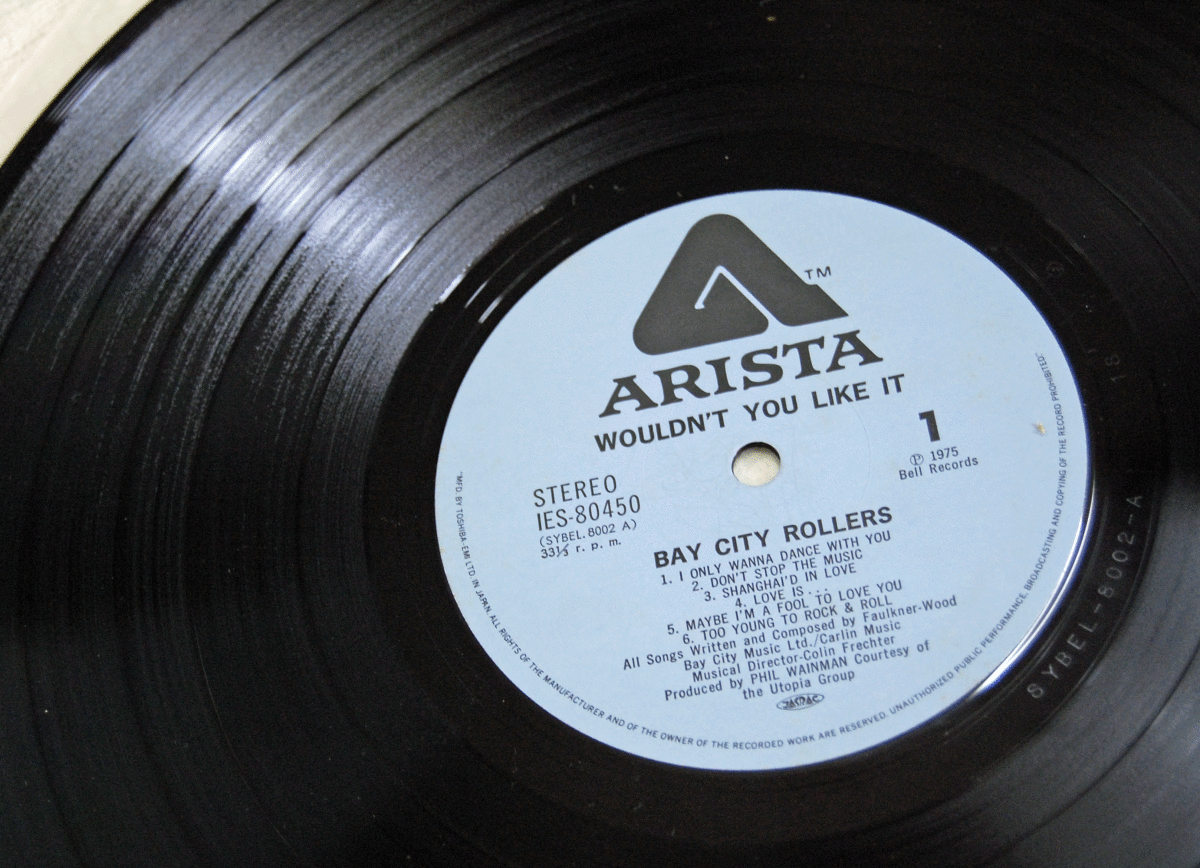 TM
ARISTA
WOULDN'T YOU LIKE IT
1
Ⓟ 1975
Bell Records
STEREO
IES-80450
(SYBEL. 8002 A)
33⅓ r. p. m.
BAY CITY ROLLERS
1. I ONLY WANNA DANCE WITH YOU
2. DON'T STOP THE MUSIC
3. SHANGHAI'D IN LOVE
4. LOVE IS . . .
5. MAYBE I'M A FOOL TO LOVE YOU
6. TOO YOUNG TO ROCK & ROLL
All Songs Written and Composed by Faulkner-Wood
Bay City Music Ltd./Carlin Music
Musical Director-Colin Frechter
Produced by PHIL WAINMAN Courtesy of
the Utopia Group
JASRAC
"MFD. BY TOSHIBA-EMI LTD. IN JAPAN. ALL RIGHTS OF THE MANUFACTURER AND OF THE OWNER OF THE RECORDED WORK ARE RESERVED. UNAUTHORIZED PUBLIC PERFORMANCE, BROADCASTING AND COPYING OF THE RECORD PROHIBITED."
SYBEL-8002-A